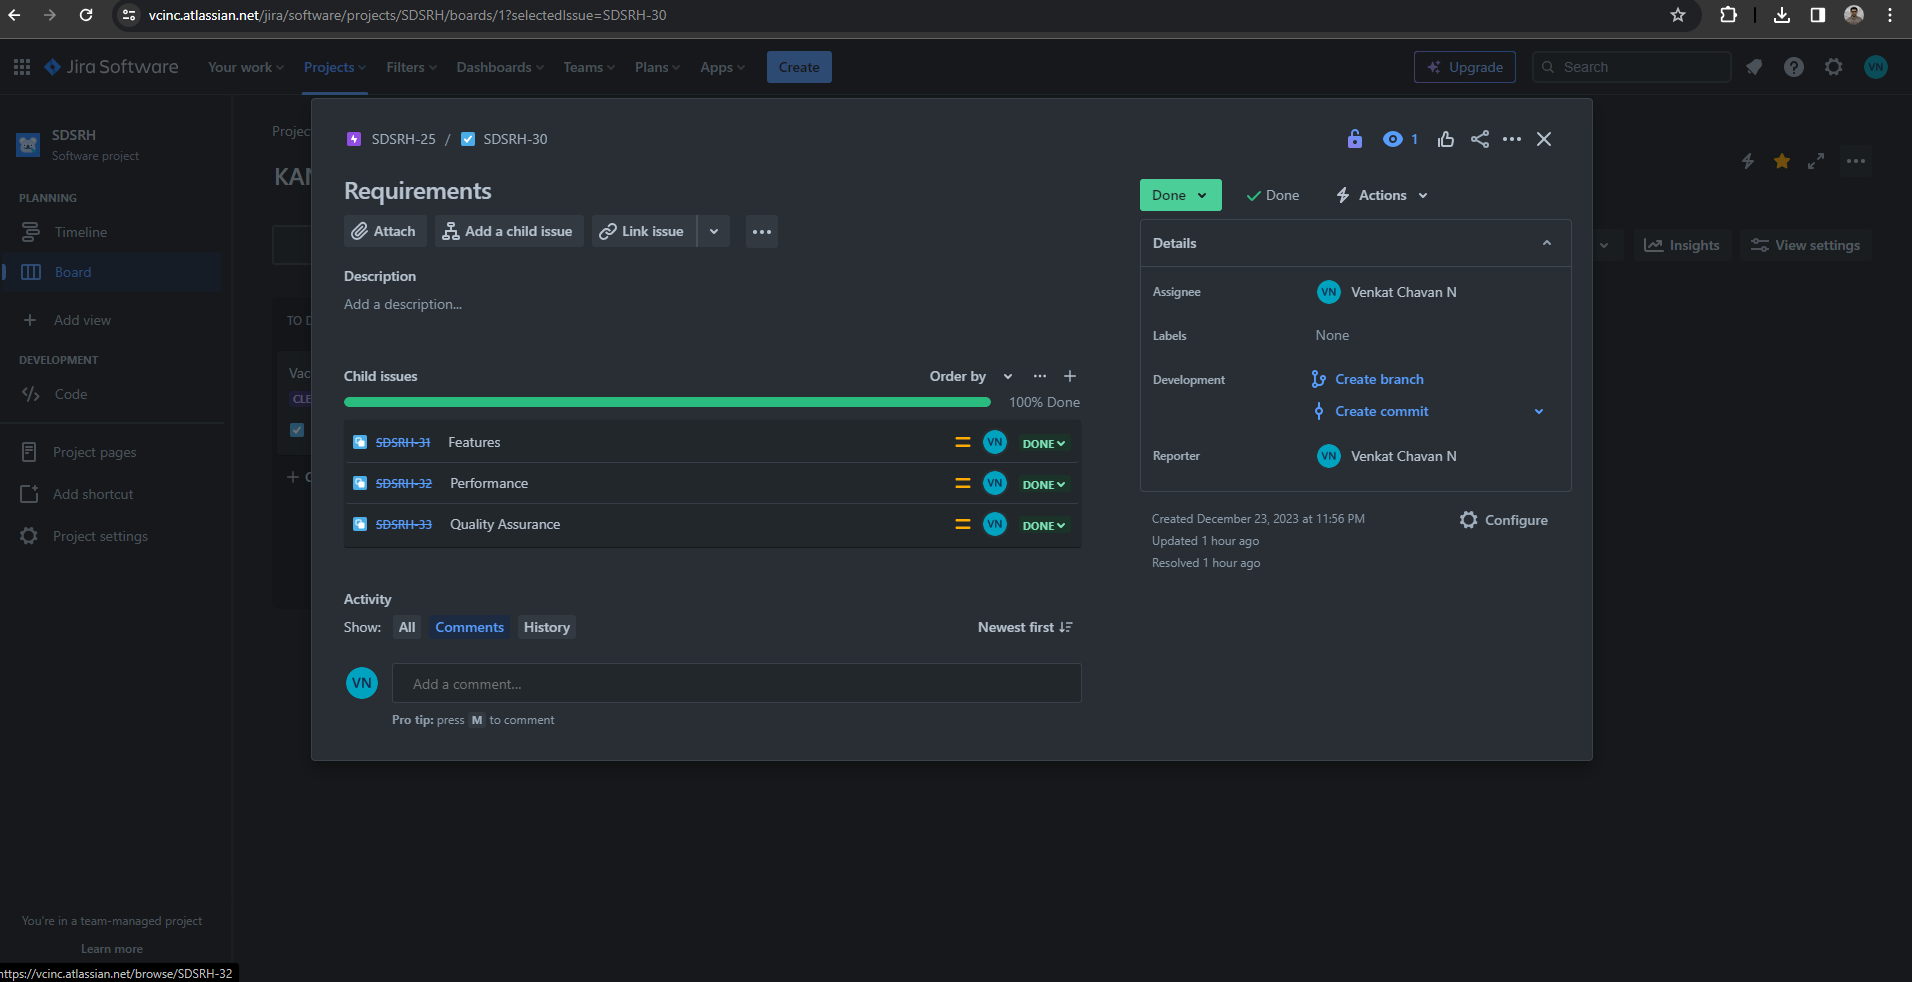 vcinc.atlassian.net/jira/software/projects/SDSRH/boards/1?selectedIssue=SDSRH-30
Jira Software Your work Projects Filters Dashboards Teams Plans Apps Create Upgrade Search VN
SDSRH
Software project
PLANNING
Timeline
Board
Add view
DEVELOPMENT
Code
Project pages
Add shortcut
Project settings
You're in a team-managed project
Learn more
https://vcinc.atlassian.net/browse/SDSRH-32
Projec
KAN
TO D
Vac
CLE
Insights View settings
SDSRH-25 / SDSRH-30
1
Requirements
Attach Add a child issue Link issue
Description
Add a description...
Child issues Order by
100% Done
SDSRH-31 Features VN DONE
SDSRH-32 Performance VN DONE
SDSRH-33 Quality Assurance VN DONE
Activity
Show: All Comments History Newest first
VN Add a comment...
Pro tip: press M to comment
Done Done Actions
Details
Assignee VN Venkat Chavan N
Labels None
Development Create branch
Create commit
Reporter VN Venkat Chavan N
Created December 23, 2023 at 11:56 PM Configure
Updated 1 hour ago
Resolved 1 hour ago